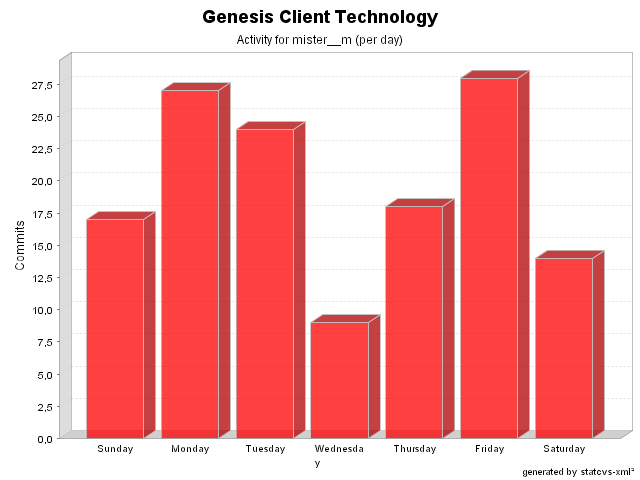 Genesis Client Technology
Activity for mister__m (per day)
Commits
27,5
25,0
22,5
20,0
17,5
15,0
12,5
10,0
7,5
5,0
2,5
0,0
Sunday
Monday
Tuesday
Wednesda
y
Thursday
Friday
Saturday
generated by statcvs-xml²